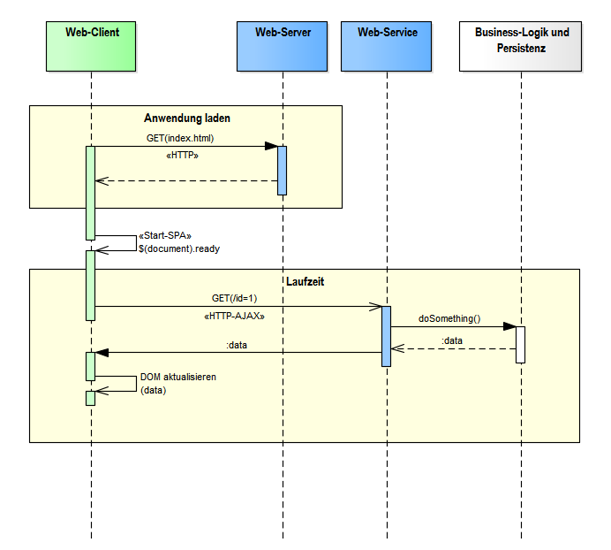 Web-Client
Web-Server
Web-Service
Business-Logik und
Persistenz
Anwendung laden
GET(index.html)
«HTTP»
«Start-SPA»
$(document).ready
Laufzeit
GET(/id=1)
«HTTP-AJAX»
doSomething()
:data
:data
DOM aktualisieren
(data)